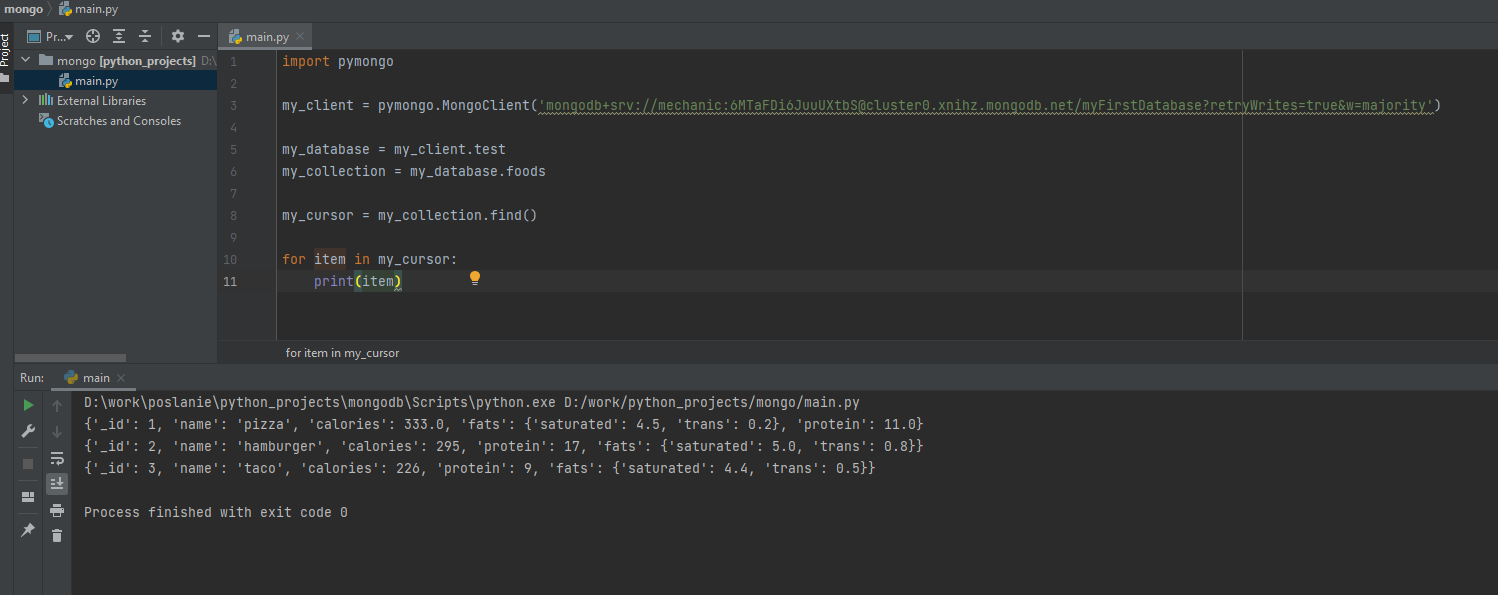 mongo main.py
Project
Pr...
main.py
mongo [python_projects] D:\
main.py
External Libraries
Scratches and Consoles
1 import pymongo
2
3 my_client = pymongo.MongoClient('mongodb+srv://mechanic:6MTaFDi6JuuUXtbS@cluster0.xnihz.mongodb.net/myFirstDatabase?retryWrites=true&w=majority')
4
5 my_database = my_client.test
6 my_collection = my_database.foods
7
8 my_cursor = my_collection.find()
9
10 for item in my_cursor:
11     print(item)
for item in my_cursor
Run: main
D:\work\poslanie\python_projects\mongodb\Scripts\python.exe D:/work/python_projects/mongo/main.py
{'_id': 1, 'name': 'pizza', 'calories': 333.0, 'fats': {'saturated': 4.5, 'trans': 0.2}, 'protein': 11.0}
{'_id': 2, 'name': 'hamburger', 'calories': 295, 'protein': 17, 'fats': {'saturated': 5.0, 'trans': 0.8}}
{'_id': 3, 'name': 'taco', 'calories': 226, 'protein': 9, 'fats': {'saturated': 4.4, 'trans': 0.5}}
Process finished with exit code 0